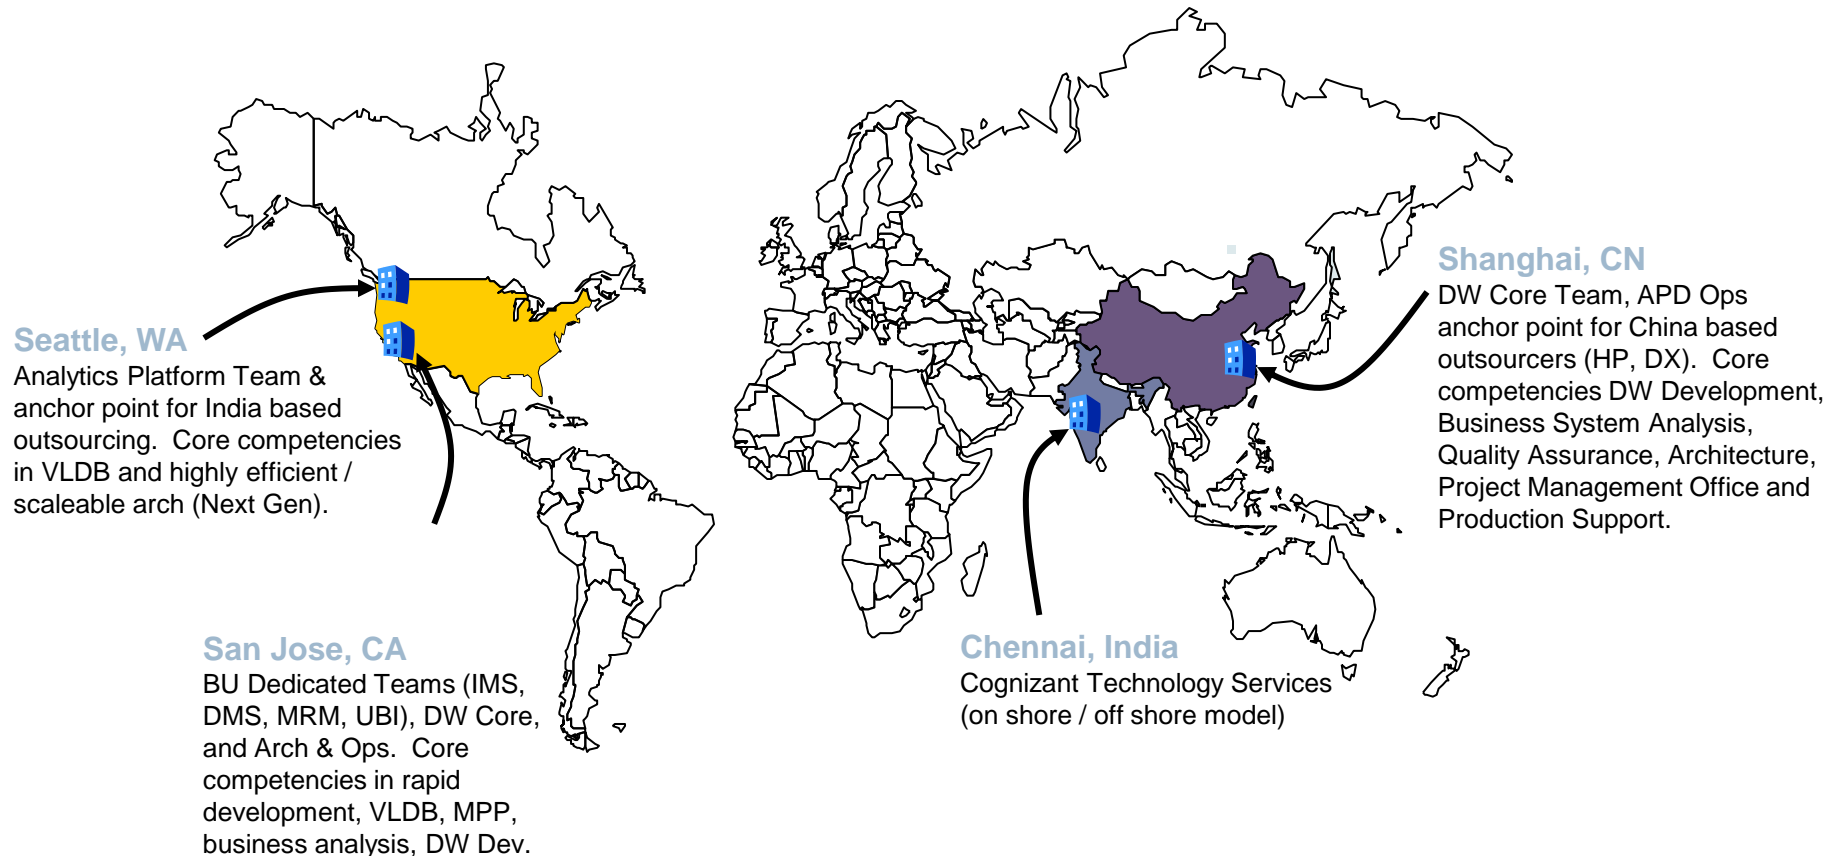 Seattle, WA
Analytics Platform Team &
anchor point for India based
outsourcing. Core competencies
in VLDB and highly efficient /
scaleable arch (Next Gen).
San Jose, CA
BU Dedicated Teams (IMS,
DMS, MRM, UBI), DW Core,
and Arch & Ops. Core
competencies in rapid
development, VLDB, MPP,
business analysis, DW Dev.
Chennai, India
Cognizant Technology Services
(on shore / off shore model)
Shanghai, CN
DW Core Team, APD Ops
anchor point for China based
outsourcers (HP, DX). Core
competencies DW Development,
Business System Analysis,
Quality Assurance, Architecture,
Project Management Office and
Production Support.